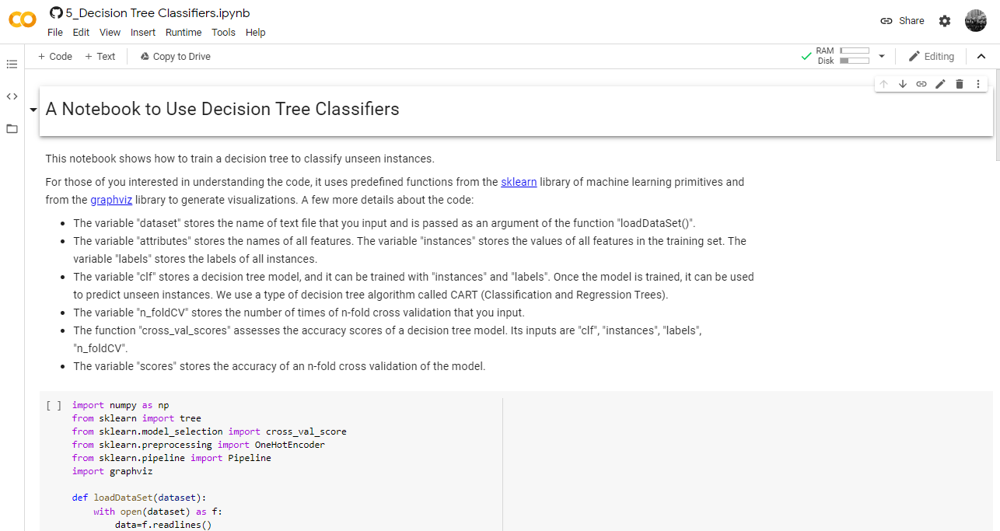 5_Decision Tree Classifiers.ipynb
File Edit View Insert Runtime Tools Help
Share
+ Code + Text Copy to Drive
RAM
Disk
Editing
A Notebook to Use Decision Tree Classifiers
This notebook shows how to train a decision tree to classify unseen instances.
For those of you interested in understanding the code, it uses predefined functions from the sklearn library of machine learning primitives and
from the graphviz library to generate visualizations. A few more details about the code:
• The variable "dataset" stores the name of text file that you input and is passed as an argument of the function "loadDataSet()".
• The variable "attributes" stores the names of all features. The variable "instances" stores the values of all features in the training set. The
variable "labels" stores the labels of all instances.
• The variable "clf" stores a decision tree model, and it can be trained with "instances" and "labels". Once the model is trained, it can be used
to predict unseen instances. We use a type of decision tree algorithm called CART (Classification and Regression Trees).
• The variable "n_foldCV" stores the number of times of n-fold cross validation that you input.
• The function "cross_val_scores" assesses the accuracy scores of a decision tree model. Its inputs are "clf", "instances", "labels",
"n_foldCV".
• The variable "scores" stores the accuracy of an n-fold cross validation of the model.
[ ] import numpy as np
from sklearn import tree
from sklearn.model_selection import cross_val_score
from sklearn.preprocessing import OneHotEncoder
from sklearn.pipeline import Pipeline
import graphviz
def loadDataSet(dataset):
with open(dataset) as f:
data=f.readlines()